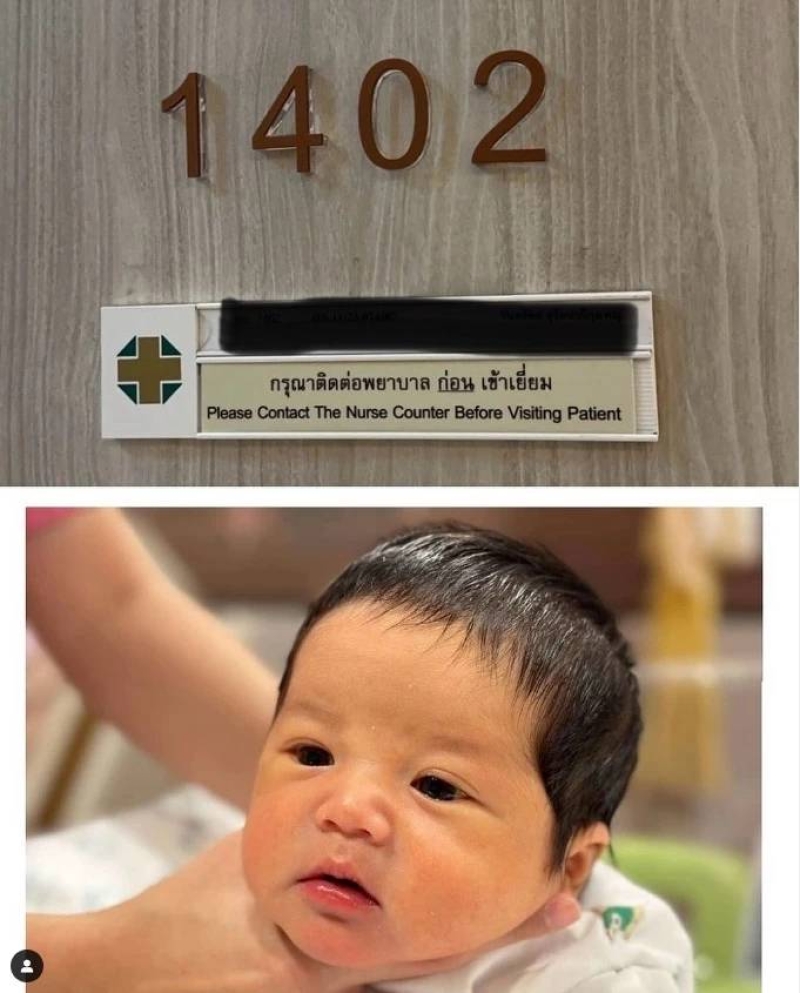 1402
กรุณาติดต่อพยาบาล ก่อน เข้าเยี่ยม
Please Contact The Nurse Counter Before Visiting Patient